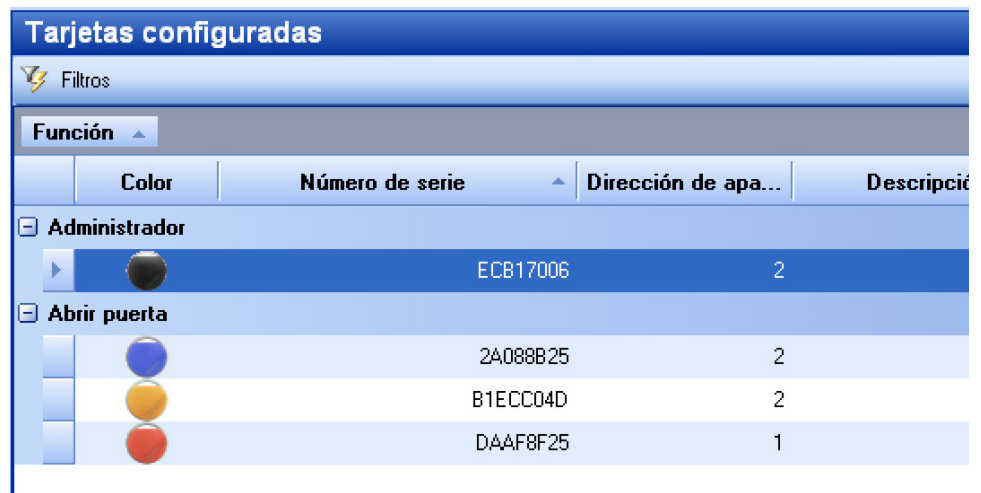 Tarjetas configuradas
Filtros
Función
Color Número de serie Dirección de apa... Descripció
Administrador
ECB17006 2
Abrir puerta
2A088B25 2
B1ECC04D 2
DAAF8F25 1